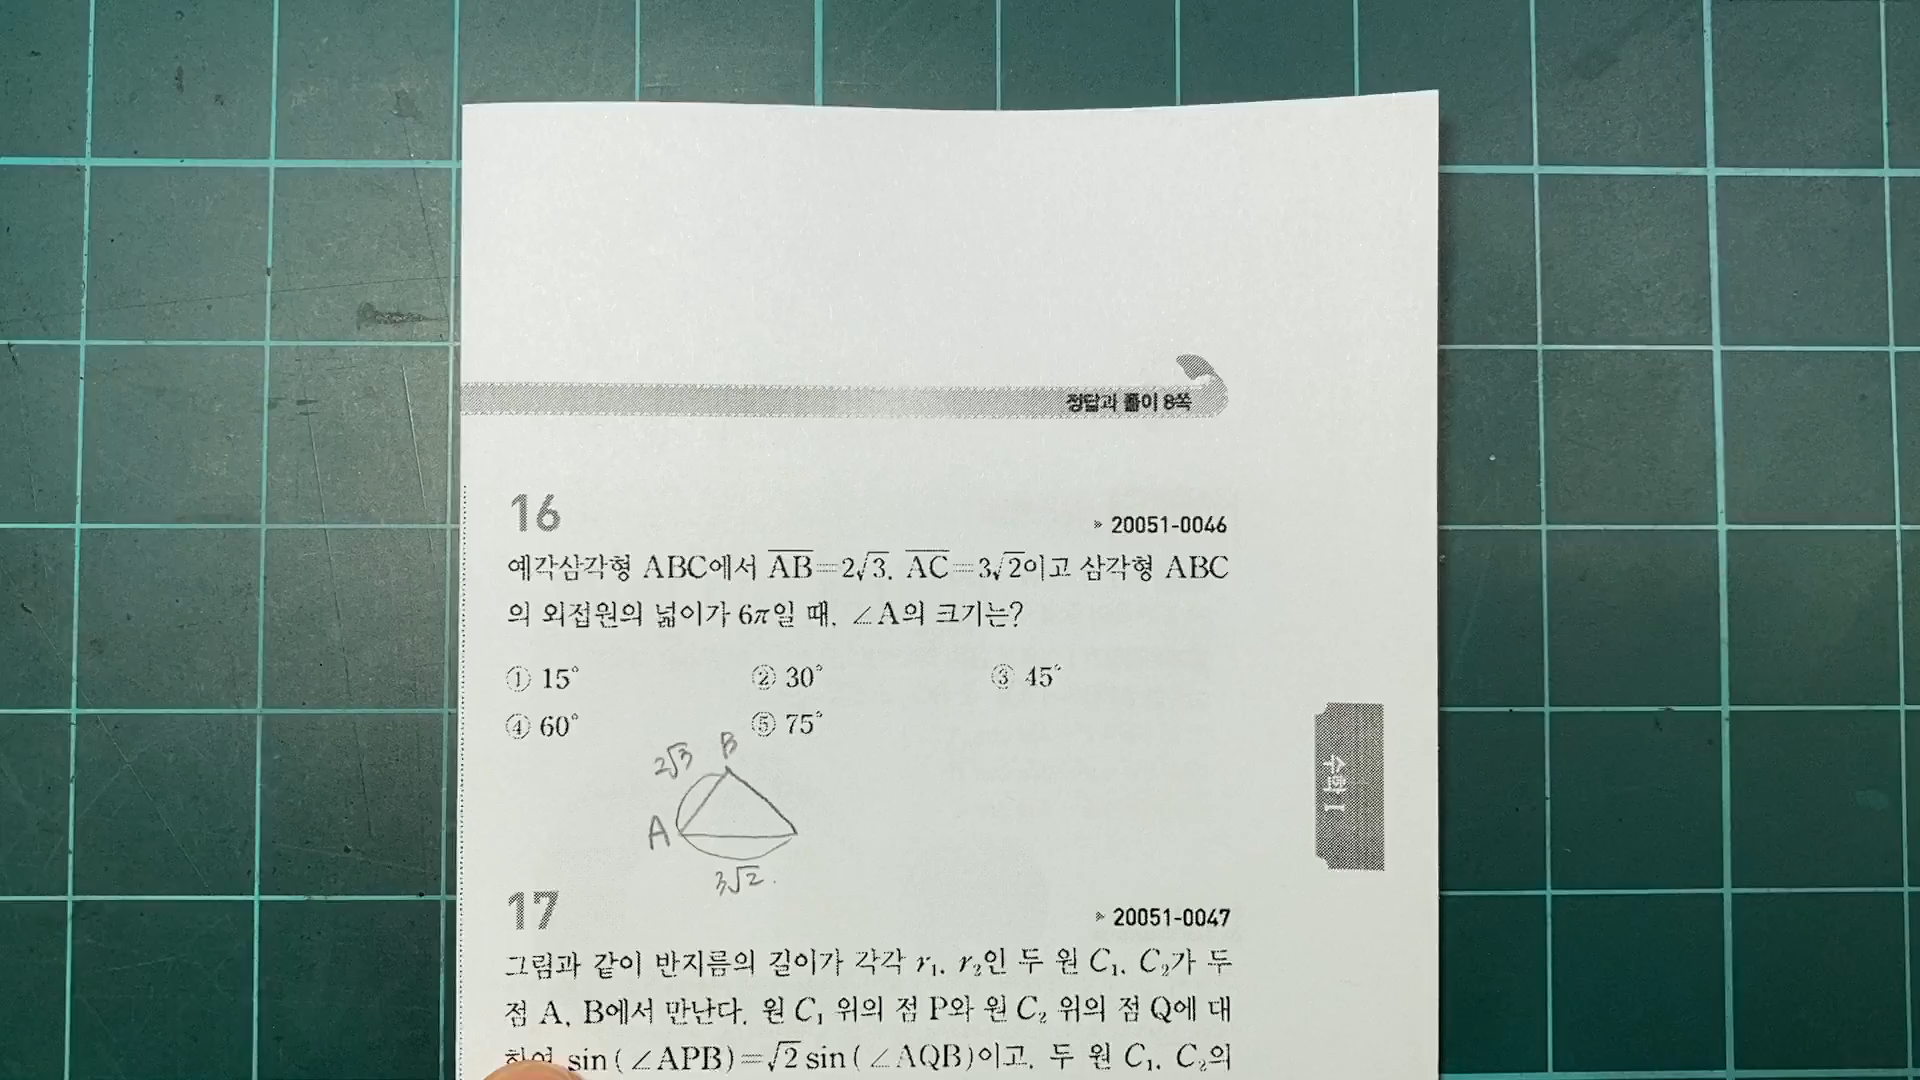 정답과 풀이 8쪽
16
▸ 20051-0046
예각삼각형 ABC에서 \overline{AB}=2√3, \overline{AC}=3√2이고 삼각형 ABC
의 외접원의 넓이가 6π일 때, ∠A의 크기는?
① 15° ② 30° ③ 45°
④ 60° ⑤ 75°
2√3 B
A
3√2
수학 I
17
▸ 20051-0047
그림과 같이 반지름의 길이가 각각 r₁, r₂인 두 원 C₁, C₂가 두
점 A, B에서 만난다. 원 C₁ 위의 점 P와 원 C₂ 위의 점 Q에 대
하여 sin(∠APB)=√2 sin(∠AQB)이고, 두 원 C₁, C₂의